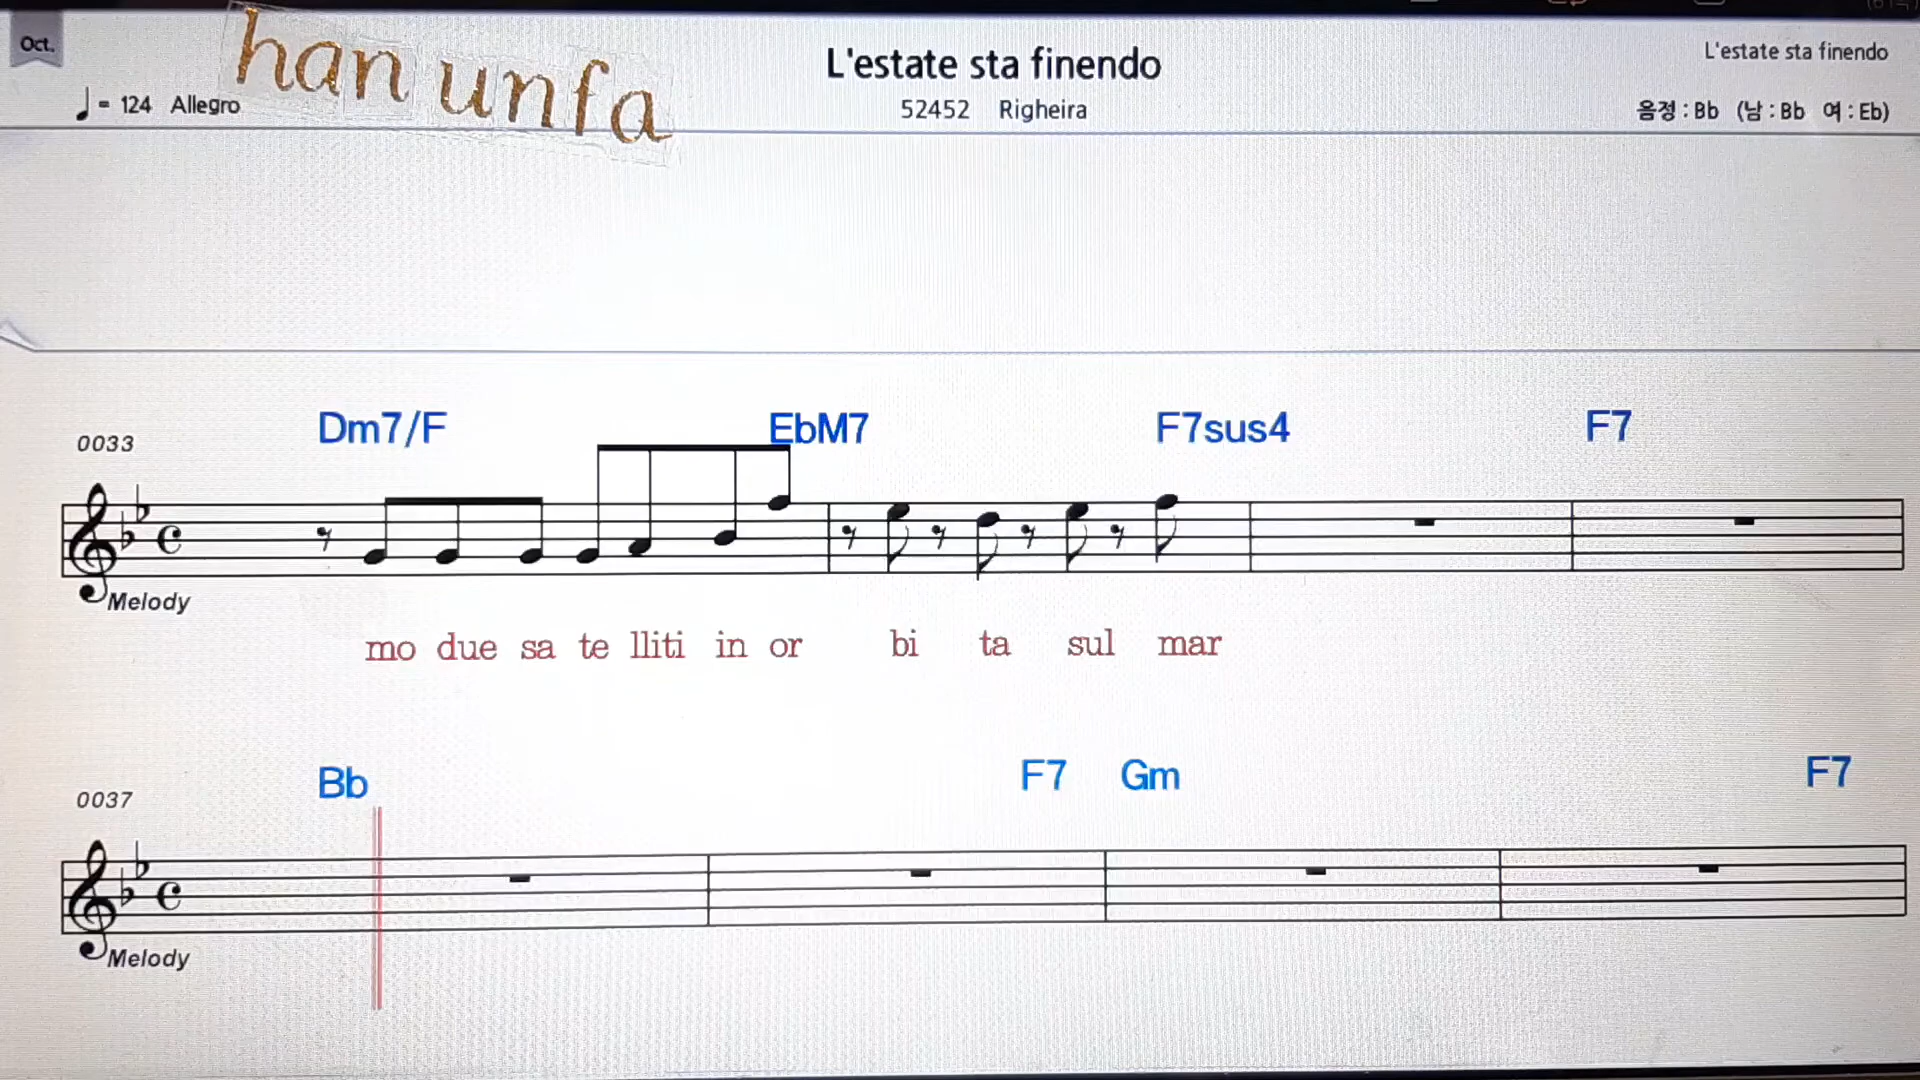 Oct.
han unfa
L'estate sta finendo
L'estate sta finendo
♩ = 124 Allegro
52452 Righeira
음정 : Bb (남 : Bb 여 : Eb)
Dm7/F EbM7 F7sus4 F7
0033
Melody
mo due sa te lliti in or bi ta sul mar
Bb F7 Gm F7
0037
Melody